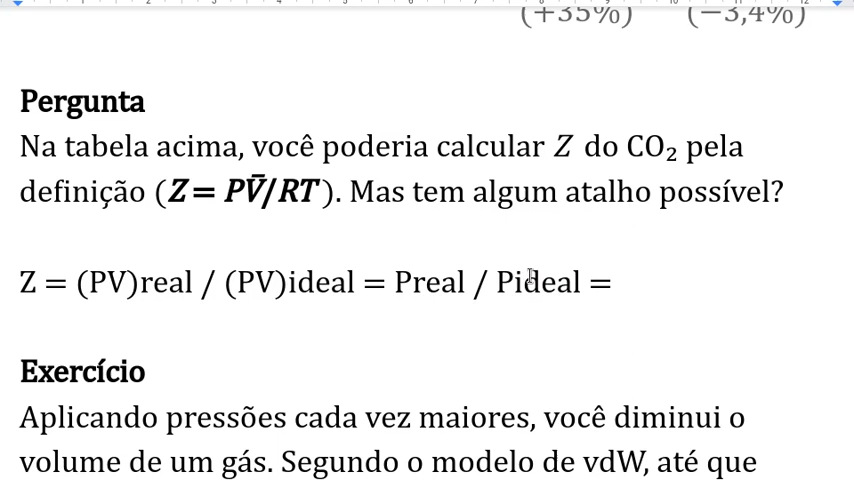 (+35%) (−3,4%)
Pergunta
Na tabela acima, você poderia calcular Z do CO₂ pela
definição (Z = PV̄/RT). Mas tem algum atalho possível?
Z = (PV)real / (PV)ideal = Preal / Pideal =
Exercício
Aplicando pressões cada vez maiores, você diminui o
volume de um gás. Segundo o modelo de vdW, até que